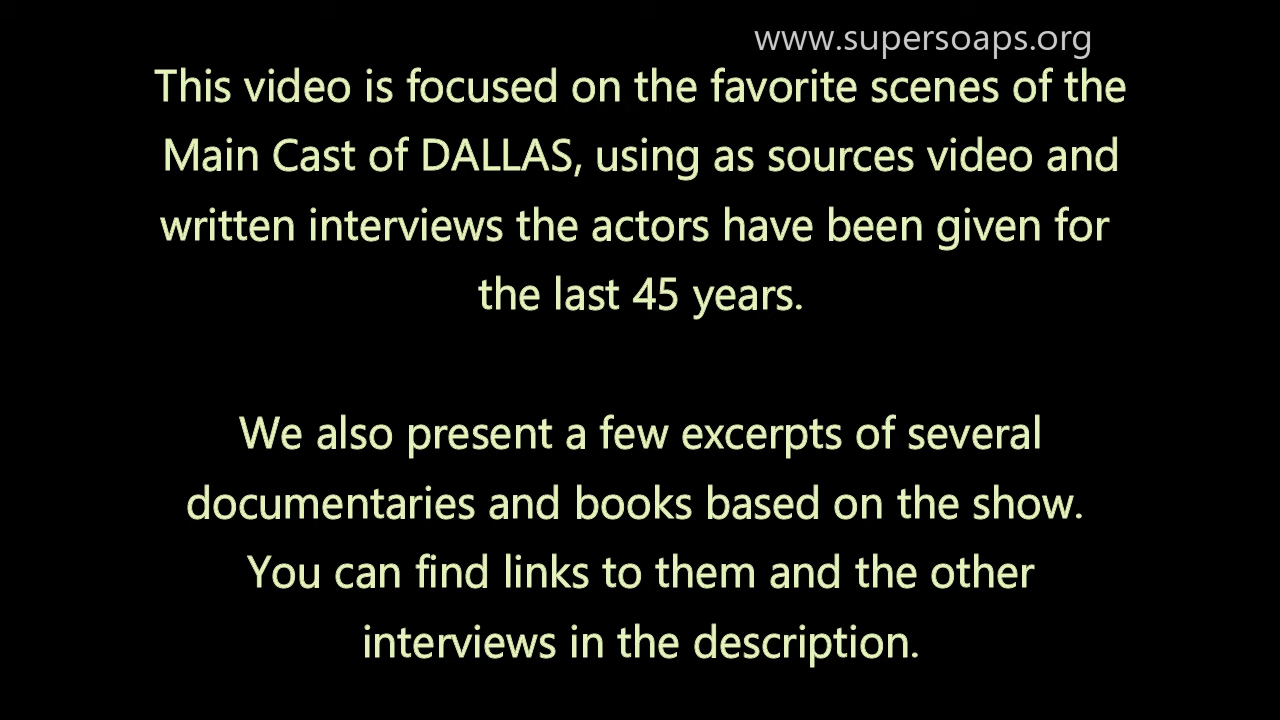 www.supersoaps.org
This video is focused on the favorite scenes of the
Main Cast of DALLAS, using as sources video and
written interviews the actors have been given for
the last 45 years.
We also present a few excerpts of several
documentaries and books based on the show.
You can find links to them and the other
interviews in the description.